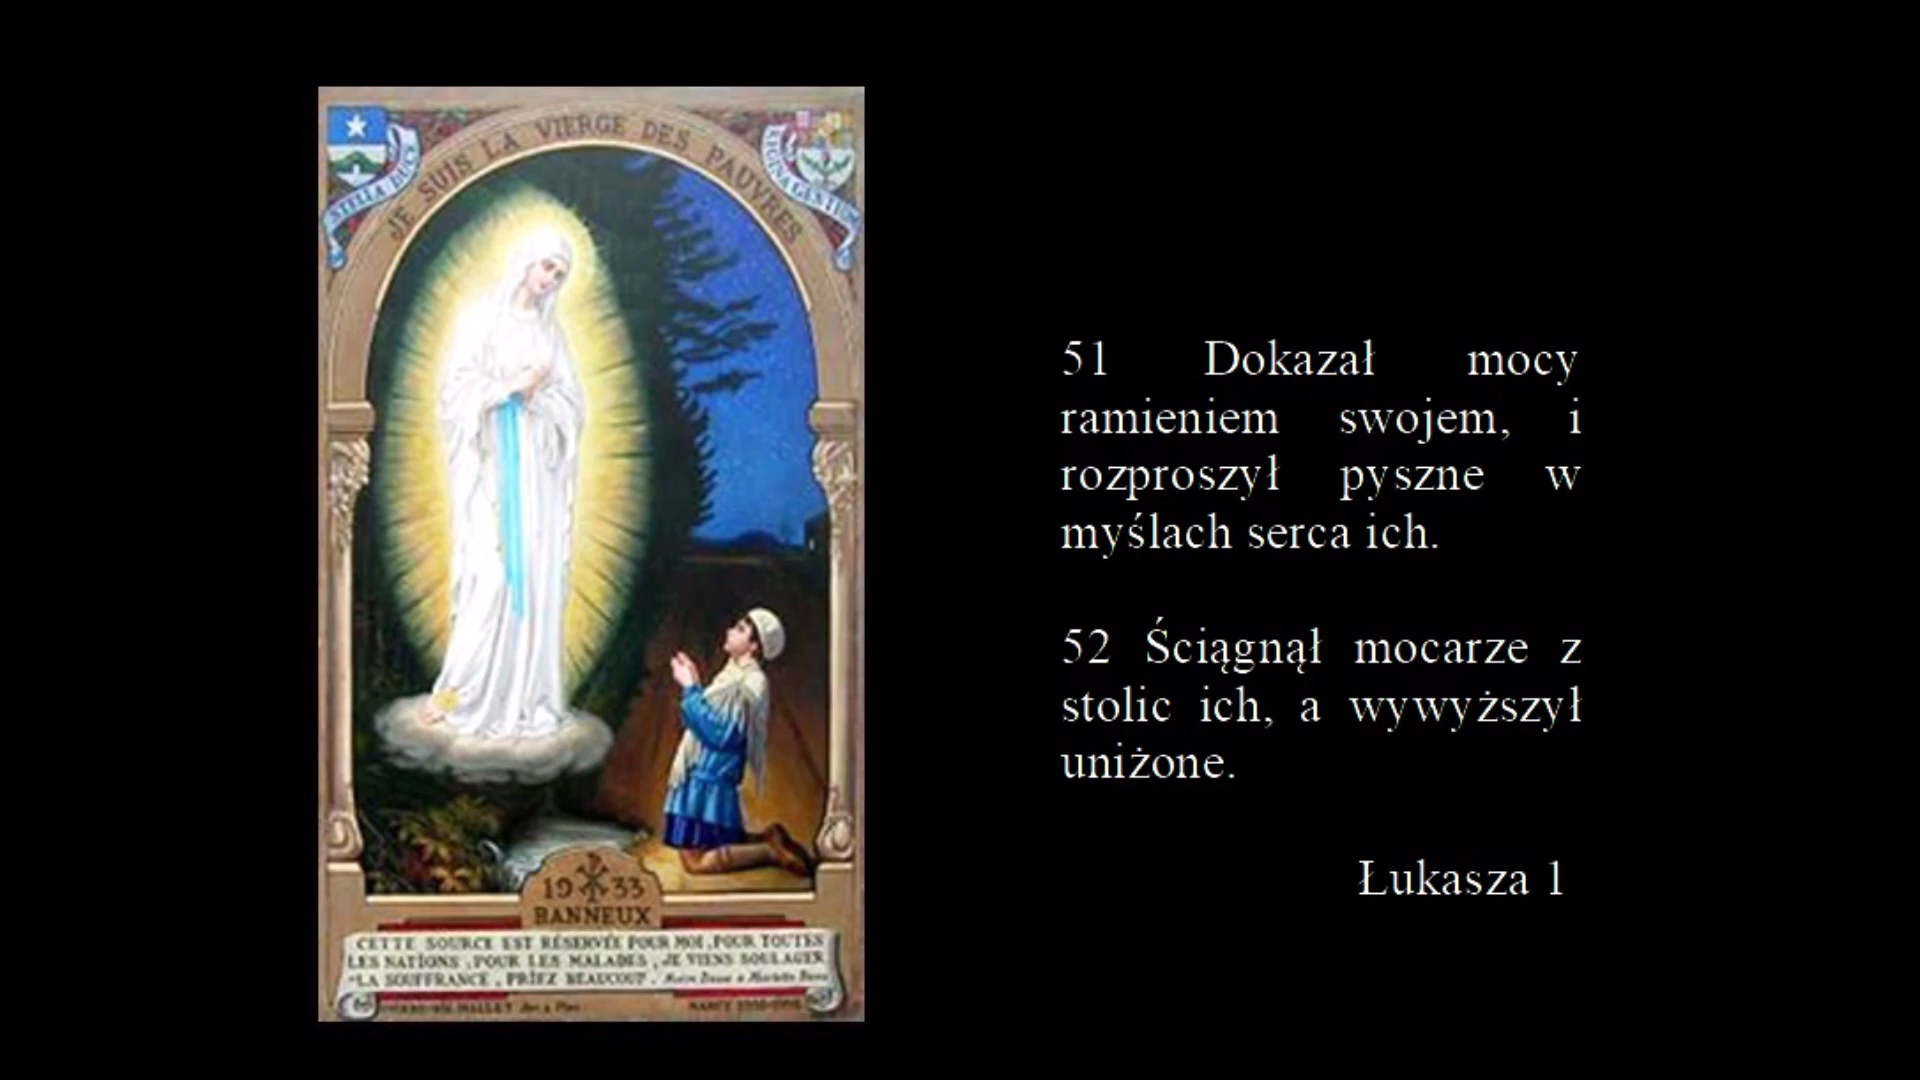 JE SUIS LA VIERGE DES PAUVRES
STELLA DUCE
REGINA GENTIUM
1933
BANNEUX
CETTE SOURCE EST RÉSERVÉE POUR MOI, POUR TOUTES
LES NATIONS, POUR LES MALADES, JE VIENS SOULAGER
LA SOUFFRANCE, PRIEZ BEAUCOUP.
51 Dokazał mocy
ramieniem swojem, i
rozproszył pyszne w
myślach serca ich.
52 Ściągnął mocarze z
stolic ich, a wywyższył
uniżone.
Łukasza 1